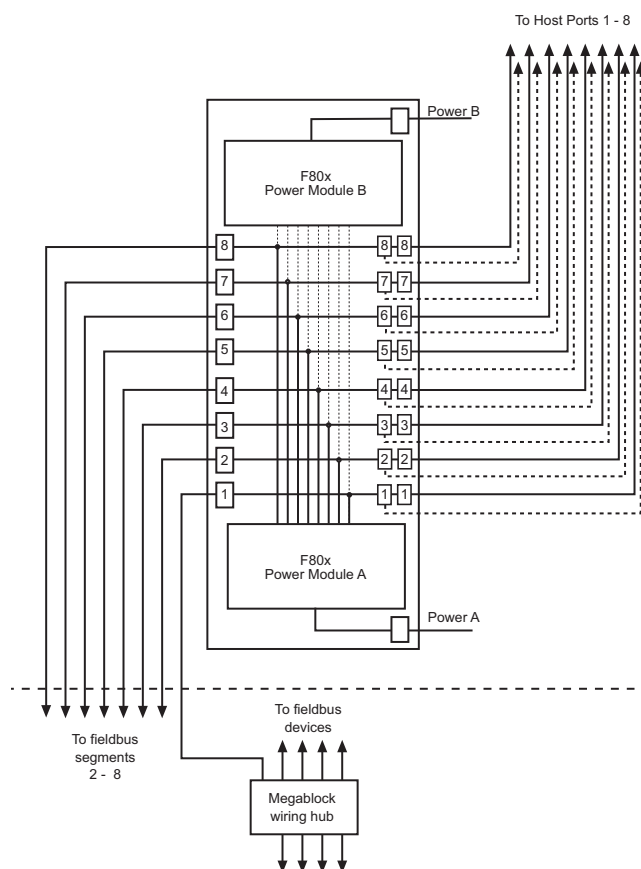 To Host Ports 1 - 8
Power B
F80x
Power Module B
8 8 8
7 7 7
6 6 6
5 5 5
4 4 4
3 3 3
2 2 2
1 1 1
F80x
Power Module A
Power A
To fieldbus
segments
2 - 8
To fieldbus
devices
Megablock
wiring hub